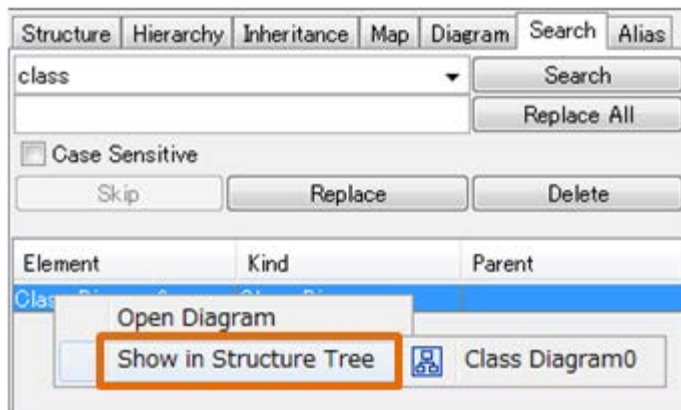 Structure Hierarchy Inheritance Map Diagram Search Alias
class Search
Replace All
Case Sensitive
Skip Replace Delete
Element Kind Parent
Open Diagram
Show in Structure Tree Class Diagram0